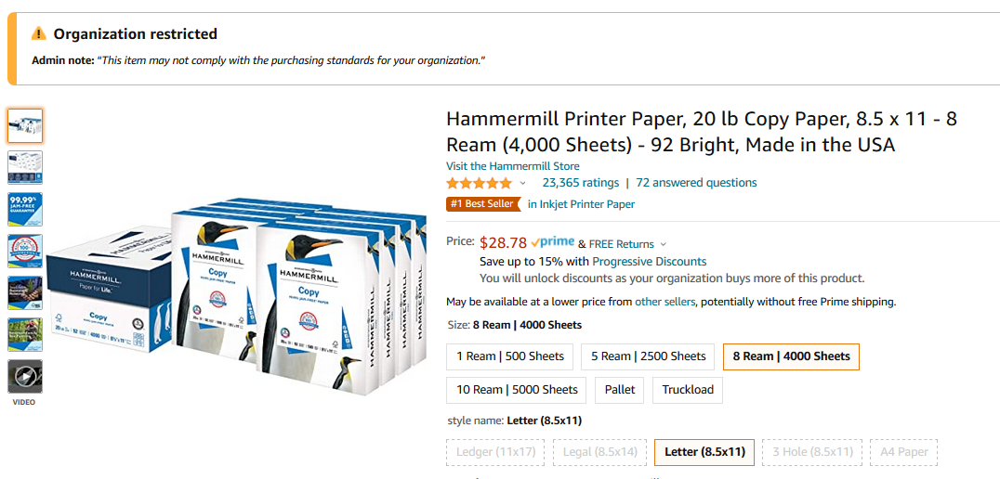 Organization restricted
Admin note: "This item may not comply with the purchasing standards for your organization."
Hammermill Printer Paper, 20 lb Copy Paper, 8.5 x 11 - 8
Ream (4,000 Sheets) - 92 Bright, Made in the USA
Visit the Hammermill Store
23,365 ratings | 72 answered questions
#1 Best Seller in Inkjet Printer Paper
Price: $28.78 prime & FREE Returns
Save up to 15% with Progressive Discounts
You will unlock discounts as your organization buys more of this product.
May be available at a lower price from other sellers, potentially without free Prime shipping.
Size: 8 Ream | 4000 Sheets
1 Ream | 500 Sheets
5 Ream | 2500 Sheets
8 Ream | 4000 Sheets
10 Ream | 5000 Sheets
Pallet
Truckload
style name: Letter (8.5x11)
Ledger (11x17)
Legal (8.5x14)
Letter (8.5x11)
3 Hole (8.5x11)
A4 Paper
99.99%
JAM-FREE
GUARANTEE
VIDEO
HAMMERMILL
Paper for Life
Copy
HAMMERMILL
Copy
HAMMERMILL
Copy
HAMMERMILL
HAMMERMILL
HAMMERMILL
HAMMERMILL